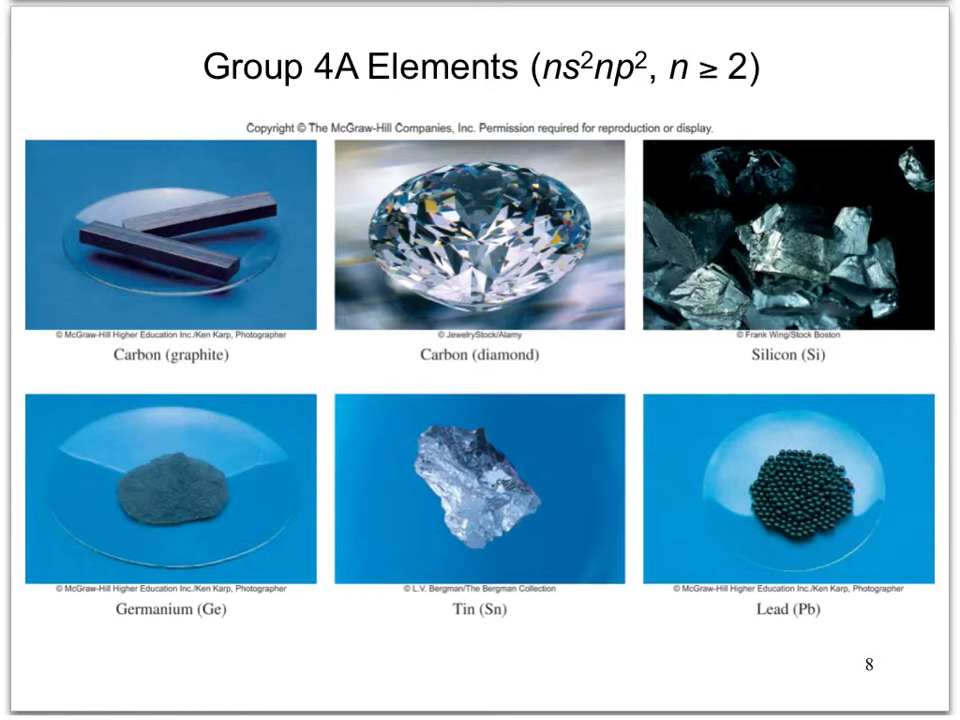 Group 4A Elements (ns²np², n ≥ 2)
Copyright © The McGraw-Hill Companies, Inc. Permission required for reproduction or display.
© McGraw-Hill Higher Education Inc./Ken Karp, Photographer
© JewelryStock/Alamy
© Frank Wing/Stock Boston
Carbon (graphite)
Carbon (diamond)
Silicon (Si)
© McGraw-Hill Higher Education Inc./Ken Karp, Photographer
© L.V. Bergman/The Bergman Collection
© McGraw-Hill Higher Education Inc./Ken Karp, Photographer
Germanium (Ge)
Tin (Sn)
Lead (Pb)
8